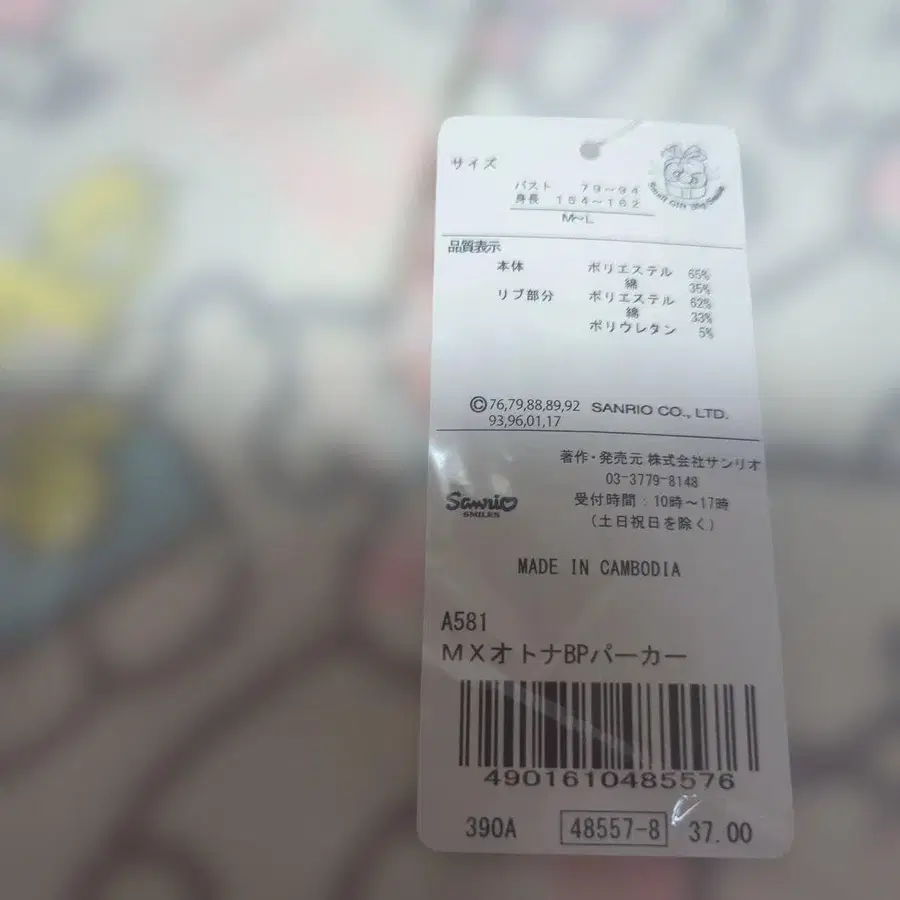 サイズ
バスト 79～94
身長 154～162
M～L
品質表示
本体 ポリエステル 65%
綿 35%
リブ部分 ポリエステル 62%
綿 33%
ポリウレタン 5%
©76,79,88,89,92 SANRIO CO., LTD.
93,96,01,17
著作・発売元 株式会社サンリオ
03-3779-8148
Sanrio
SMILES
受付時間：10時～17時
（土日祝日を除く）
MADE IN CAMBODIA
A581
MXオトナBPパーカー
4901610485576
390A 48557-8 37.00